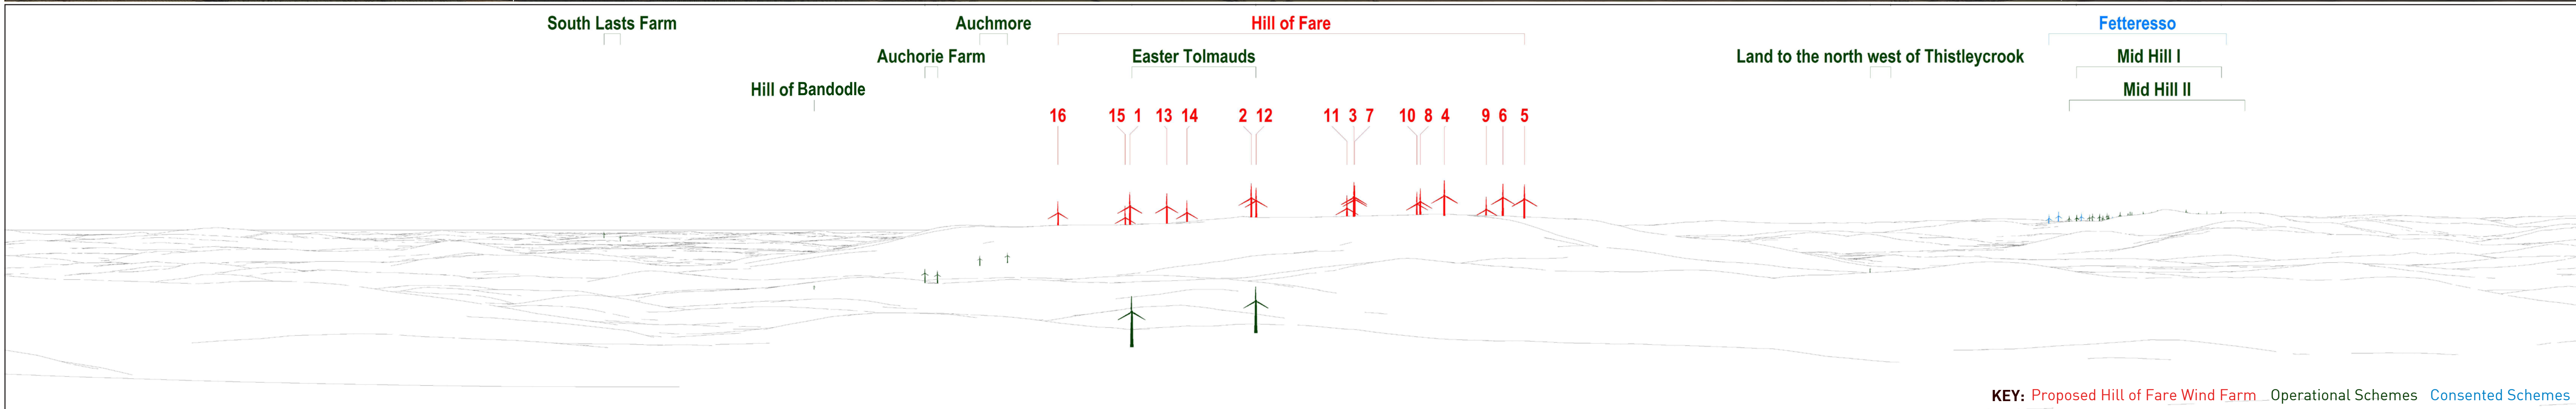 South Lasts Farm
Auchmore
Hill of Fare
Fetteresso
Auchorie Farm
Easter Tolmauds
Land to the north west of Thistleycrook
Mid Hill I
Hill of Bandodle
Mid Hill II
16 15 1 13 14 2 12 11 3 7 10 8 4 9 6 5
KEY: Proposed Hill of Fare Wind Farm Operational Schemes Consented Schemes